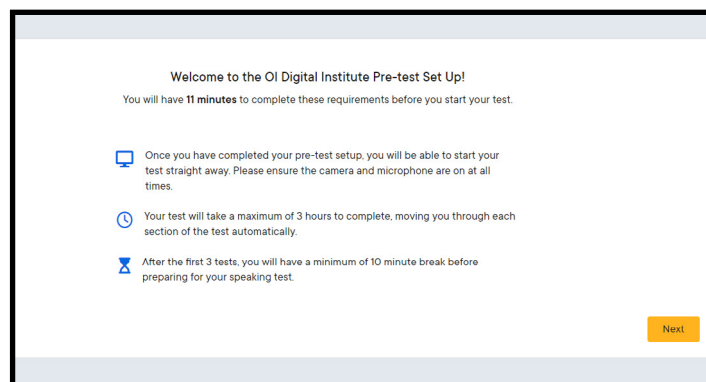 Welcome to the OI Digital Institute Pre-test Set Up!
You will have 11 minutes to complete these requirements before you start your test.
Once you have completed your pre-test setup, you will be able to start your
test straight away. Please ensure the camera and microphone are on at all
times.
Your test will take a maximum of 3 hours to complete, moving you through each
section of the test automatically.
After the first 3 tests, you will have a minimum of 10 minute break before
preparing for your speaking test.
Next